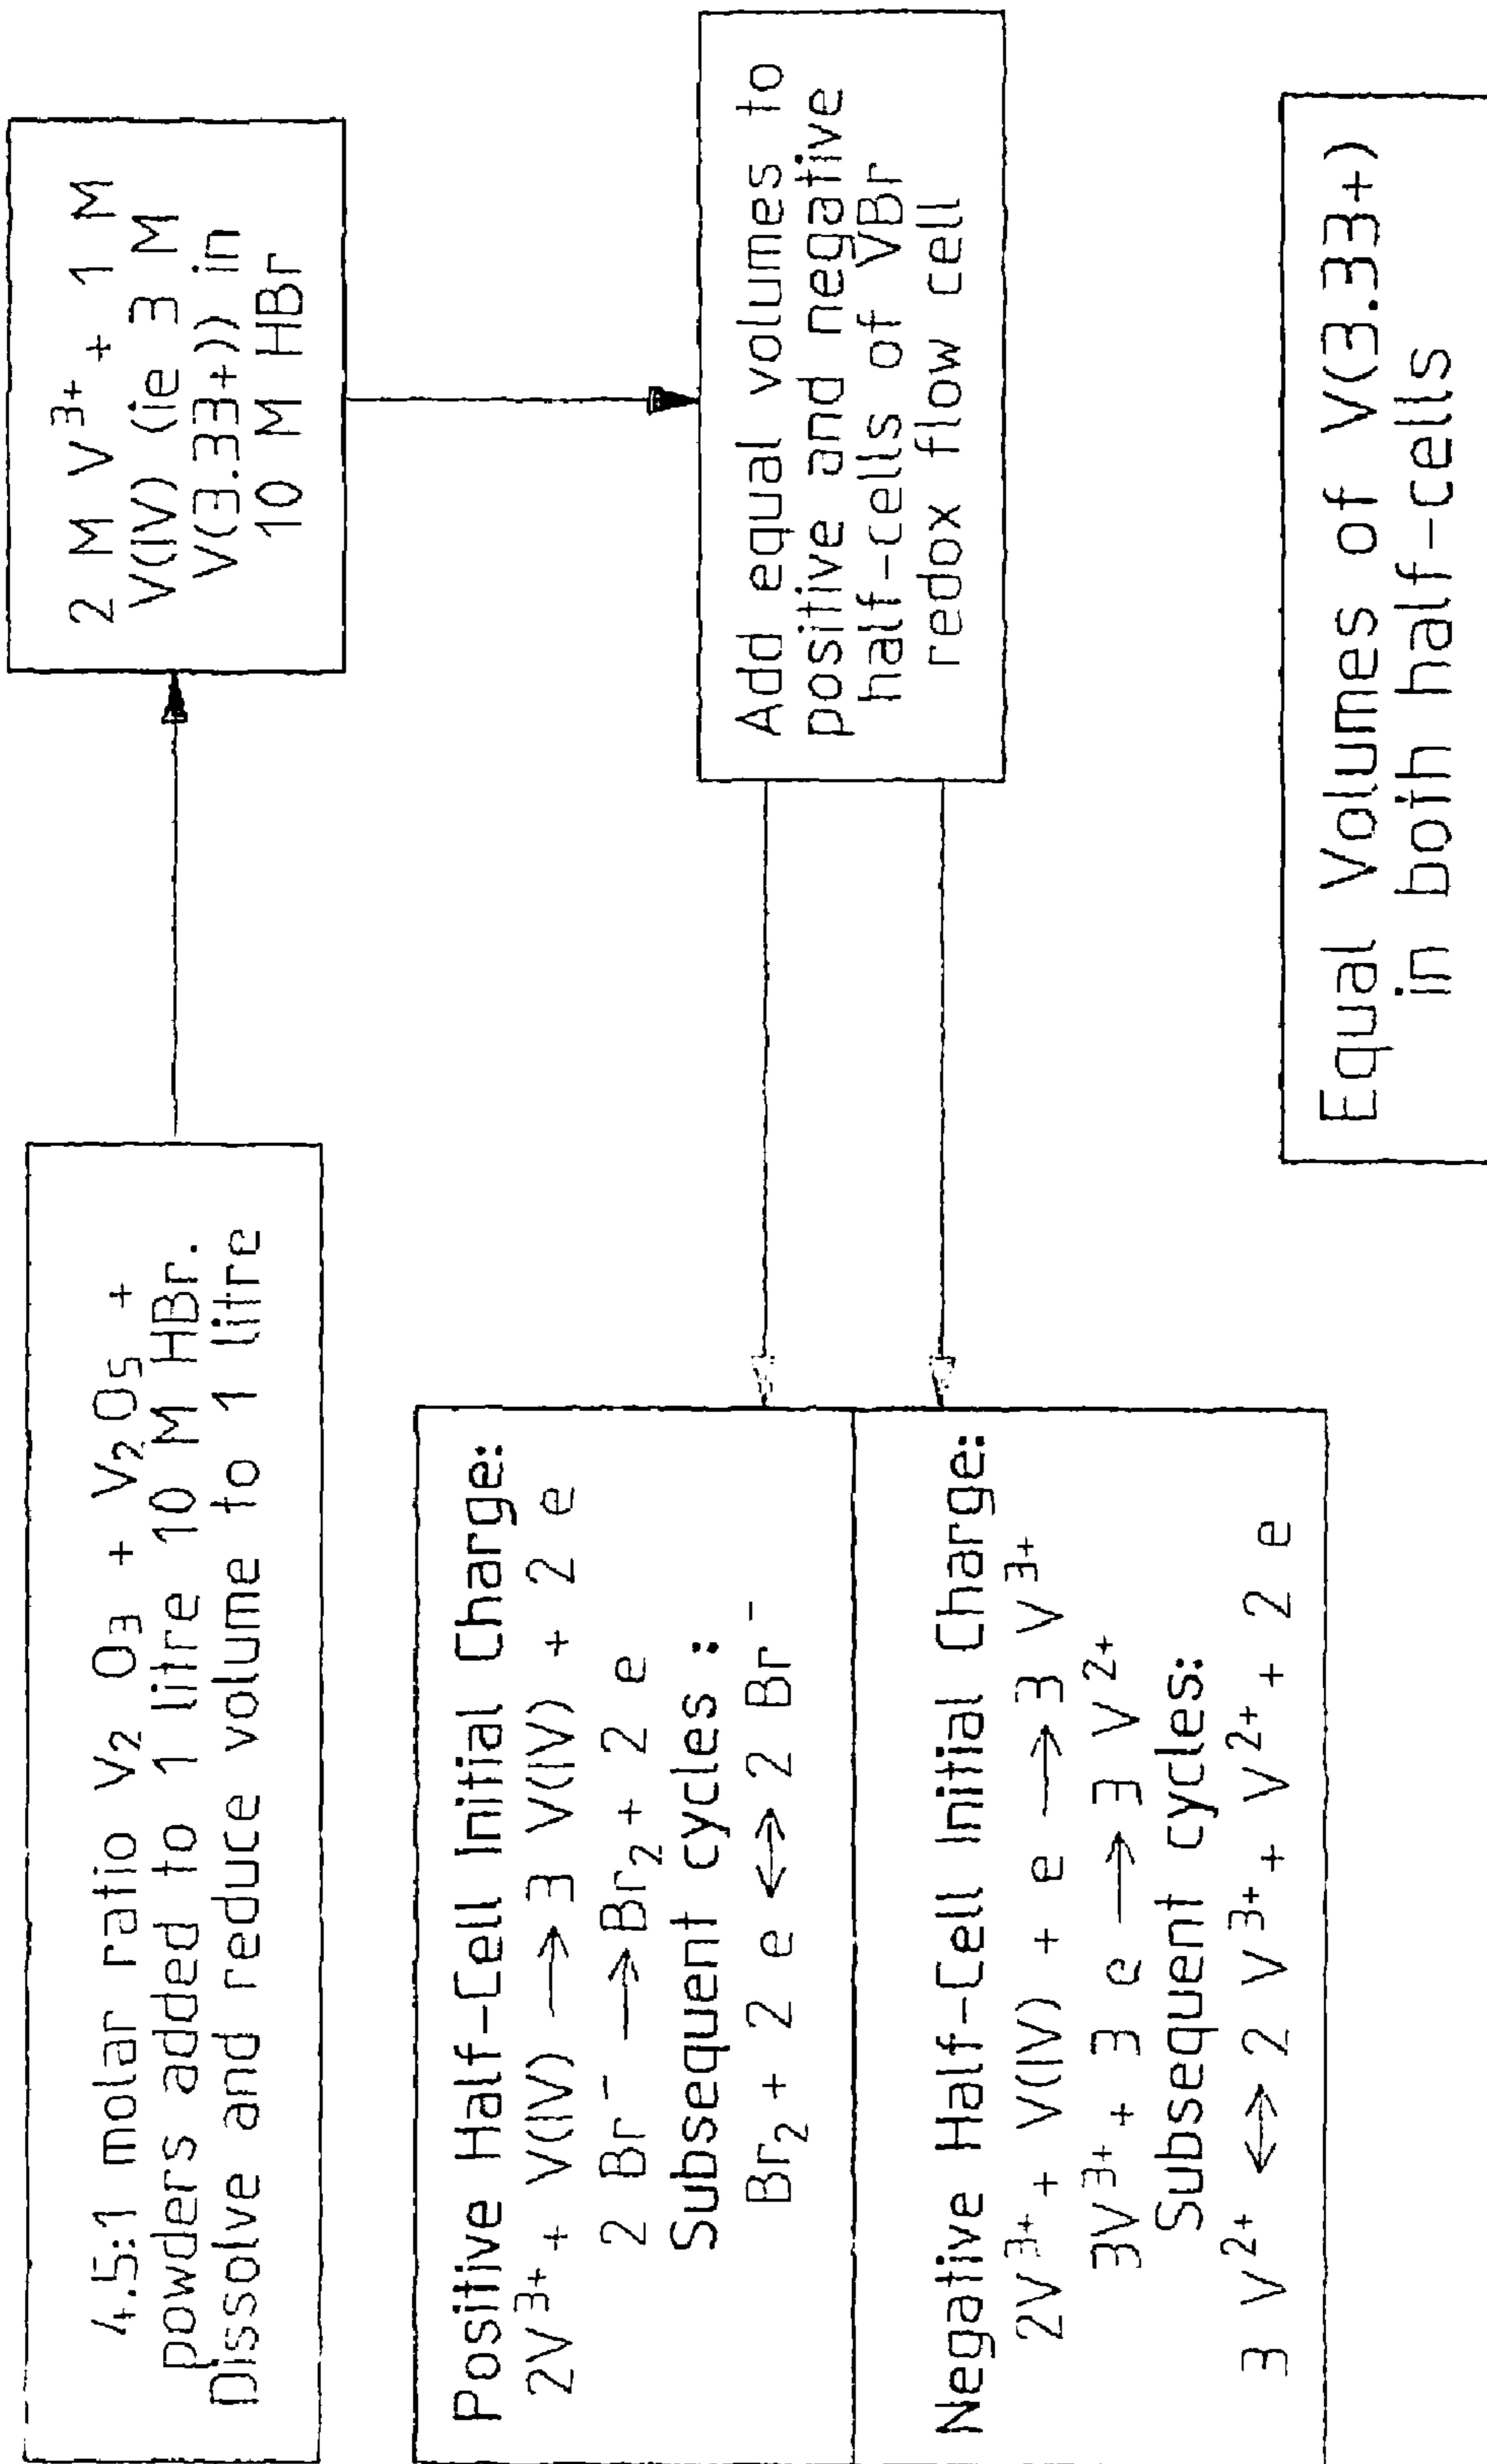 4.5:1 molar ratio V₂ O₃ + V₂O₅ +
powders added to 1 litre 10 M HBr.
Dissolve and reduce volume to 1 litre
2 M V³⁺ + 1 M
V(IV) (ie 3 M
V(3.33+)) in
10 M HBr
Add equal volumes to
positive and negative
half-cells of VBr
redox flow cell
Positive Half-Cell Initial Charge:
2V³⁺ + V(IV) → 3 V(IV) + 2 e
2 Br⁻ → Br₂ + 2 e
Subsequent cycles :
Br₂ + 2 e ↔ 2 Br⁻
Negative Half-Cell Initial Charge:
2V³⁺ + V(IV) + e → 3 V³⁺
3V³⁺ + 3 e → 3 V²⁺
Subsequent cycles:
3 V²⁺ ↔ 2 V³⁺ + V²⁺ + 2 e
Equal Volumes of V(3.33+)
in both half-cells